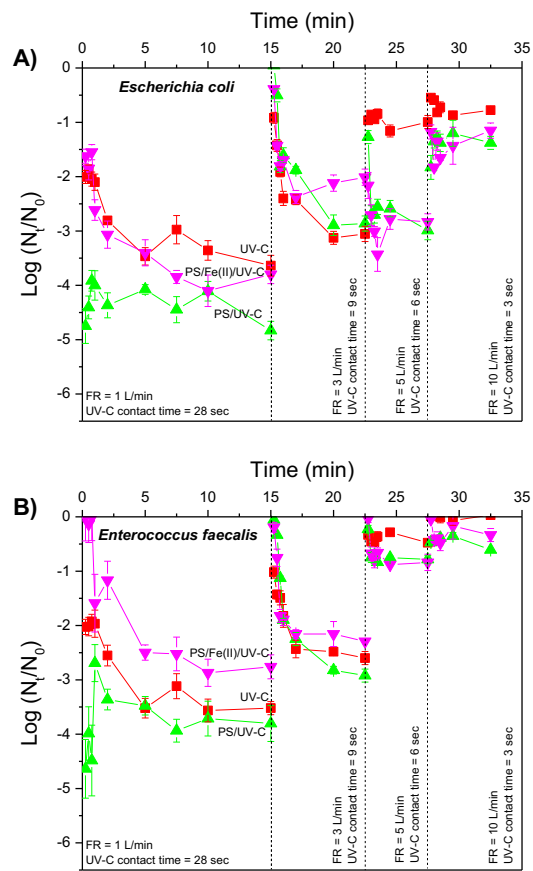 Time (min)
A)
0 5 10 15 20 25 30 35
Escherichia coli
0
-1
-2
-3
-4
-5
-6
Log (Nt/N0)
UV-C
PS/Fe(II)/UV-C
PS/UV-C
FR = 1 L/min
UV-C contact time = 28 sec
FR = 3 L/min
UV-C contact time = 9 sec
FR = 5 L/min
UV-C contact time = 6 sec
FR = 10 L/min
UV-C contact time = 3 sec
Time (min)
B)
0 5 10 15 20 25 30 35
Enterococcus faecalis
0
-1
-2
-3
-4
-5
-6
Log (Nt/N0)
PS/Fe(II)/UV-C
UV-C
PS/UV-C
FR = 1 L/min
UV-C contact time = 28 sec
FR = 3 L/min
UV-C contact time = 9 sec
FR = 5 L/min
UV-C contact time = 6 sec
FR = 10 L/min
UV-C contact time = 3 sec